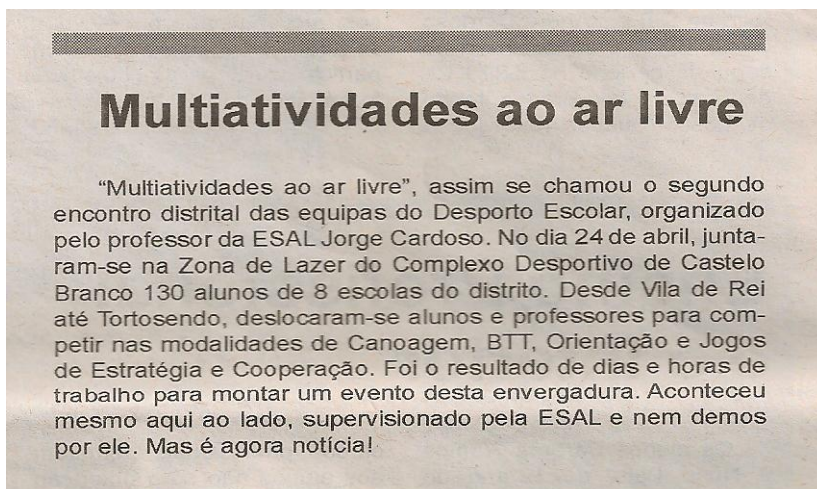 Multiatividades ao ar livre
“Multiatividades ao ar livre”, assim se chamou o segundo
encontro distrital das equipas do Desporto Escolar, organizado
pelo professor da ESAL Jorge Cardoso. No dia 24 de abril, junta-
ram-se na Zona de Lazer do Complexo Desportivo de Castelo
Branco 130 alunos de 8 escolas do distrito. Desde Vila de Rei
até Tortosendo, deslocaram-se alunos e professores para com-
petir nas modalidades de Canoagem, BTT, Orientação e Jogos
de Estratégia e Cooperação. Foi o resultado de dias e horas de
trabalho para montar um evento desta envergadura. Aconteceu
mesmo aqui ao lado, supervisionado pela ESAL e nem demos
por ele. Mas é agora notícia!